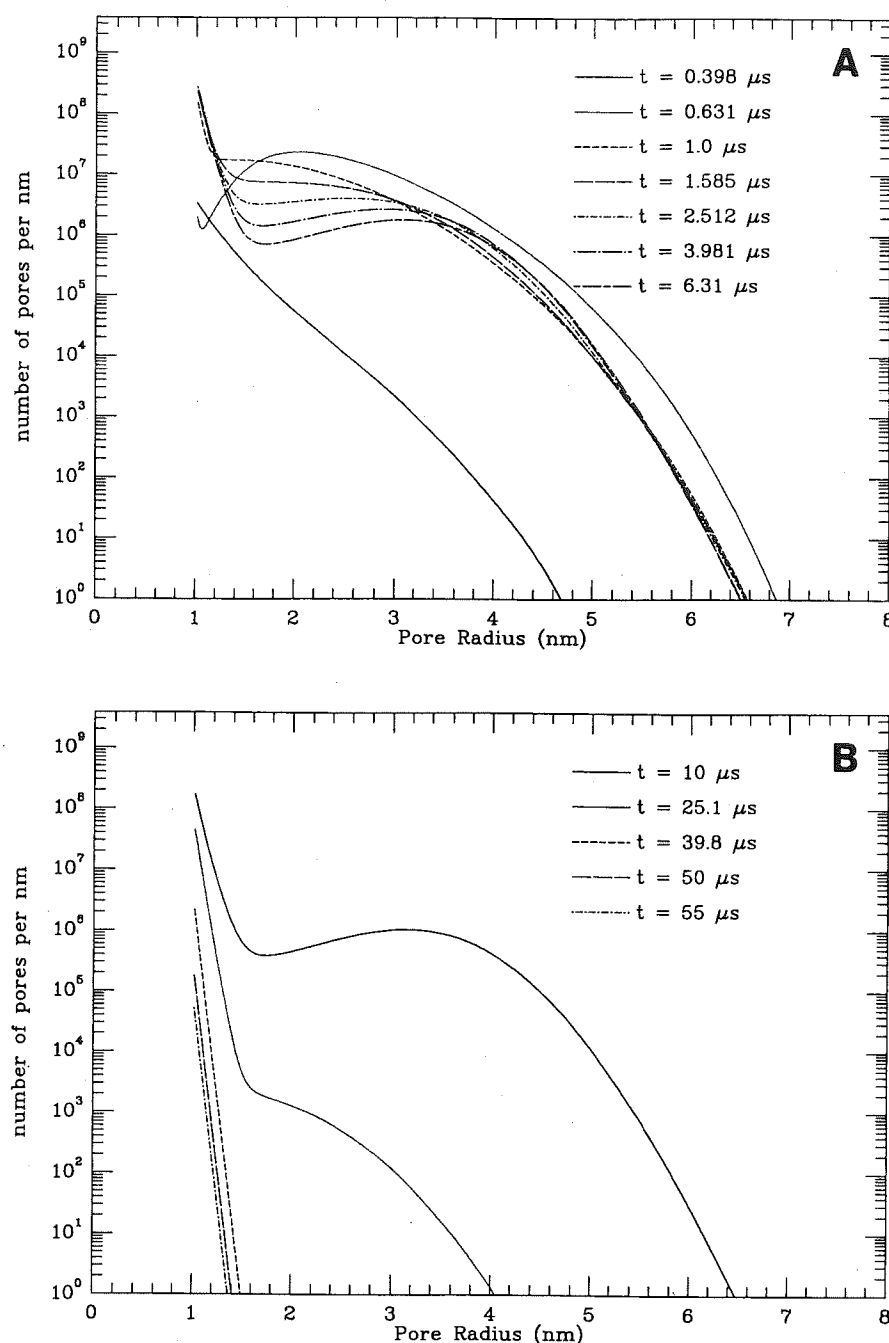 A
t = 0.398 μs
t = 0.631 μs
t = 1.0 μs
t = 1.585 μs
t = 2.512 μs
t = 3.981 μs
t = 6.31 μs
number of pores per nm
10⁹
10⁸
10⁷
10⁶
10⁵
10⁴
10³
10²
10¹
10⁰
0 1 2 3 4 5 6 7 8
Pore Radius (nm)
B
t = 10 μs
t = 25.1 μs
t = 39.8 μs
t = 50 μs
t = 55 μs
number of pores per nm
10⁹
10⁸
10⁷
10⁶
10⁵
10⁴
10³
10²
10¹
10⁰
0 1 2 3 4 5 6 7 8
Pore Radius (nm)